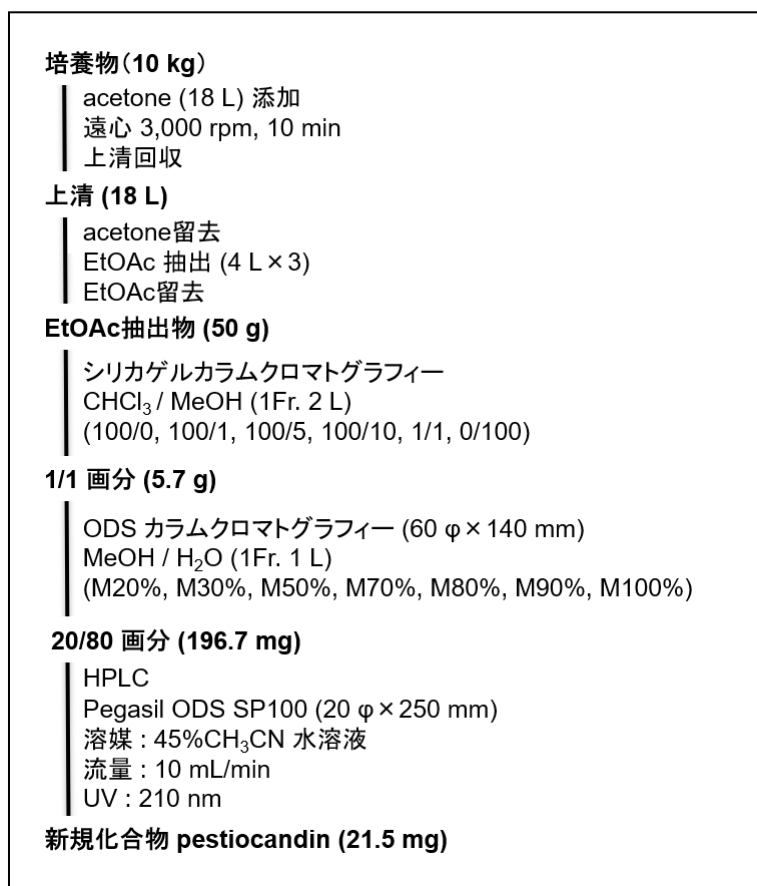 培養物（10 kg）
acetone (18 L) 添加
遠心 3,000 rpm, 10 min
上清回収
上清 (18 L)
acetone留去
EtOAc 抽出 (4 L × 3)
EtOAc留去
EtOAc抽出物 (50 g)
シリカゲルカラムクロマトグラフィー
CHCl₃ / MeOH (1Fr. 2 L)
(100/0, 100/1, 100/5, 100/10, 1/1, 0/100)
1/1 画分 (5.7 g)
ODS カラムクロマトグラフィー (60 φ × 140 mm)
MeOH / H₂O (1Fr. 1 L)
(M20%, M30%, M50%, M70%, M80%, M90%, M100%)
20/80 画分 (196.7 mg)
HPLC
Pegasil ODS SP100 (20 φ × 250 mm)
溶媒 : 45%CH₃CN 水溶液
流量 : 10 mL/min
UV : 210 nm
新規化合物 pestiocandin (21.5 mg)